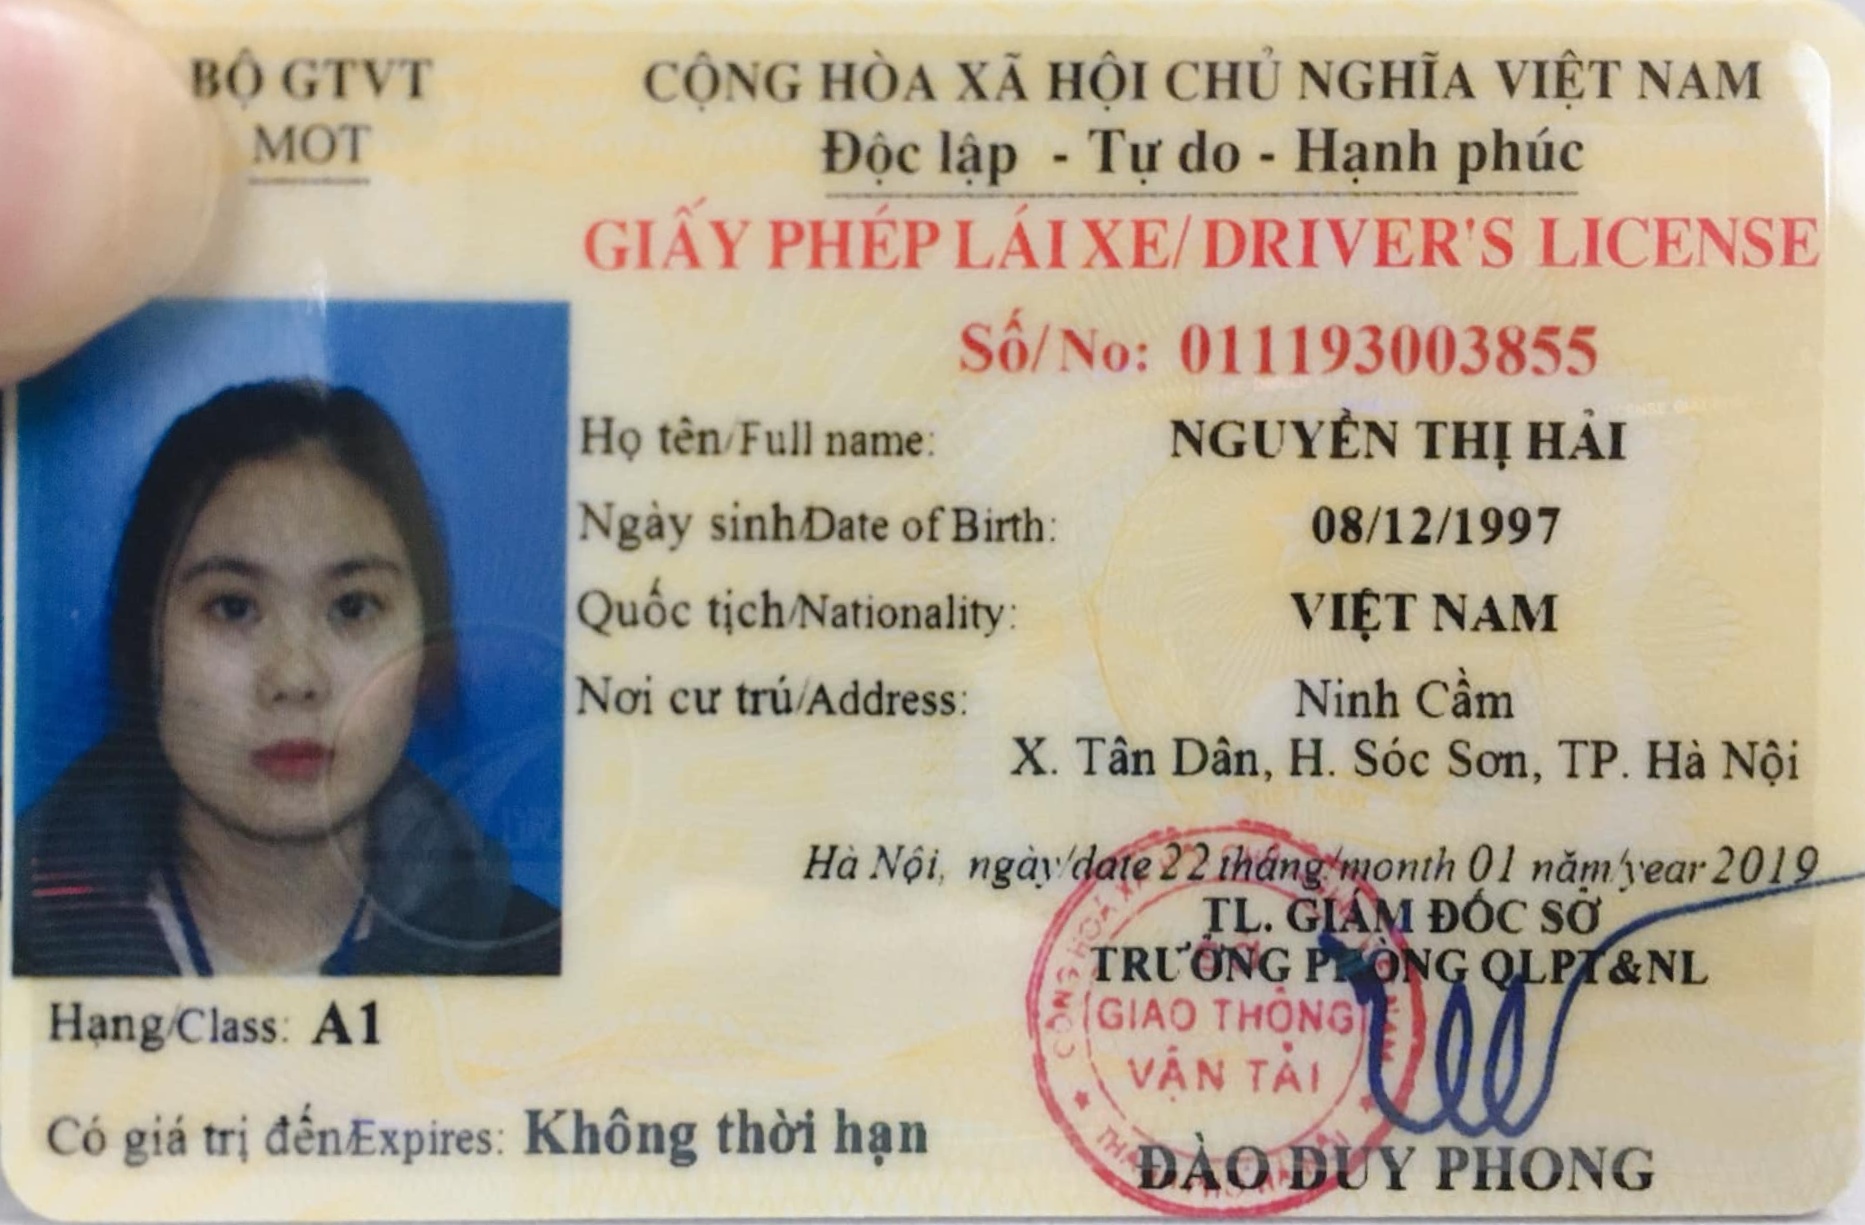 BỘ GTVT
MOT
CỘNG HÒA XÃ HỘI CHỦ NGHĨA VIỆT NAM
Độc lập - Tự do - Hạnh phúc
GIẤY PHÉP LÁI XE/ DRIVER'S LICENSE
Số/No: 011193003855
Họ tên/Full name: NGUYỀN THỊ HẢI
Ngày sinh/Date of Birth: 08/12/1997
Quốc tịch/Nationality: VIỆT NAM
Nơi cư trú/Address: Ninh Cầm
X. Tân Dân, H. Sóc Sơn, TP. Hà Nội
Hà Nội, ngày/date 22 tháng/month 01 năm/year 2019
TL. GIÁM ĐỐC SỞ
TRƯỞNG PHÒNG QLPT&NL
GIAO THÔNG
VẬN TẢI
ĐÀO DUY PHONG
Hạng/Class: A1
Có giá trị đến/Expires: Không thời hạn